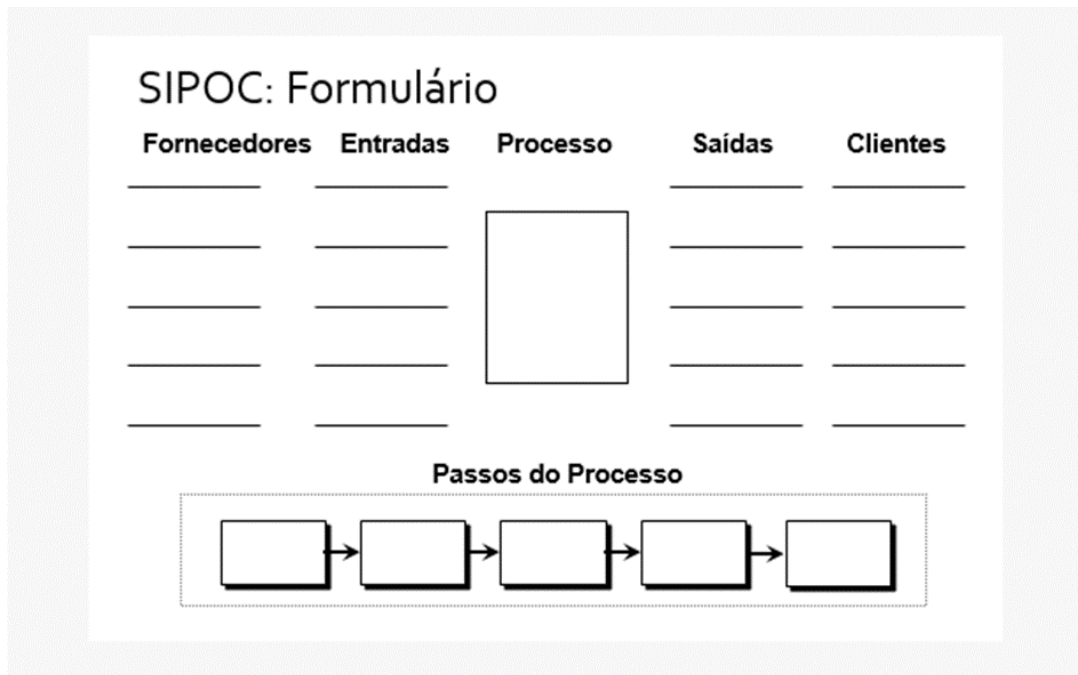 SIPOC: Formulário
Fornecedores Entradas Processo Saídas Clientes
Passos do Processo